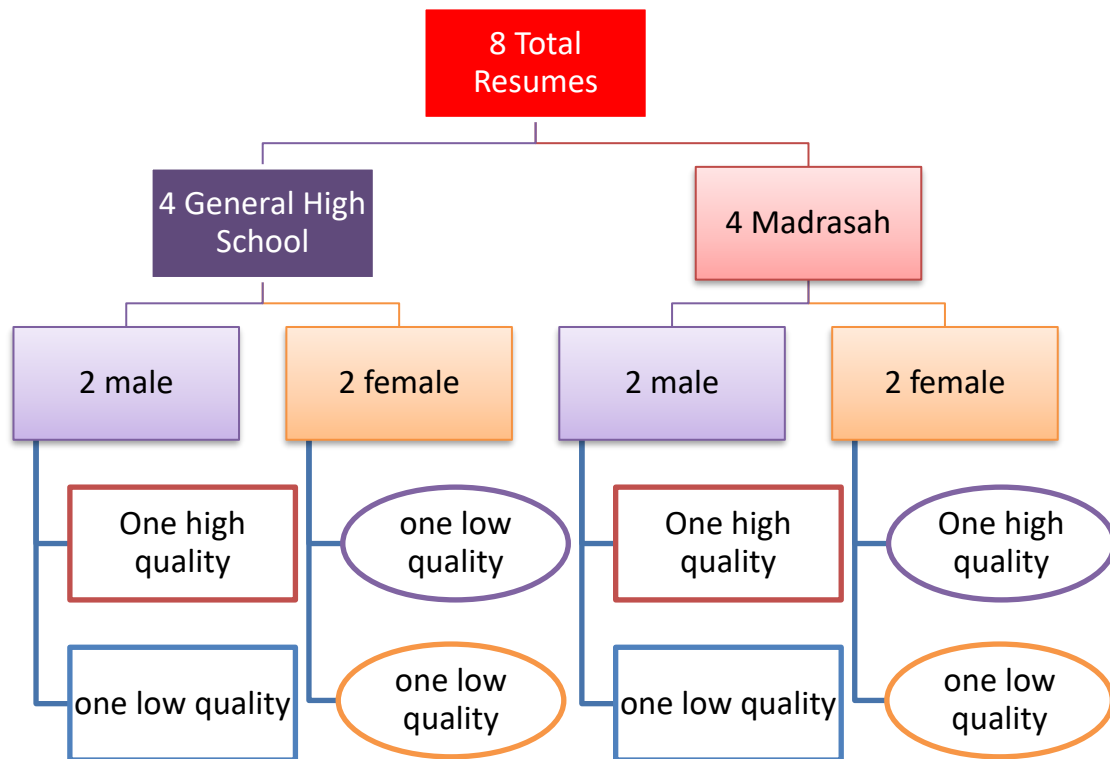 8 Total
Resumes
4 General High
School
4 Madrasah
2 male
2 female
2 male
2 female
One high
quality
one low
quality
One high
quality
One high
quality
one low quality
one low
quality
one low quality
one low
quality